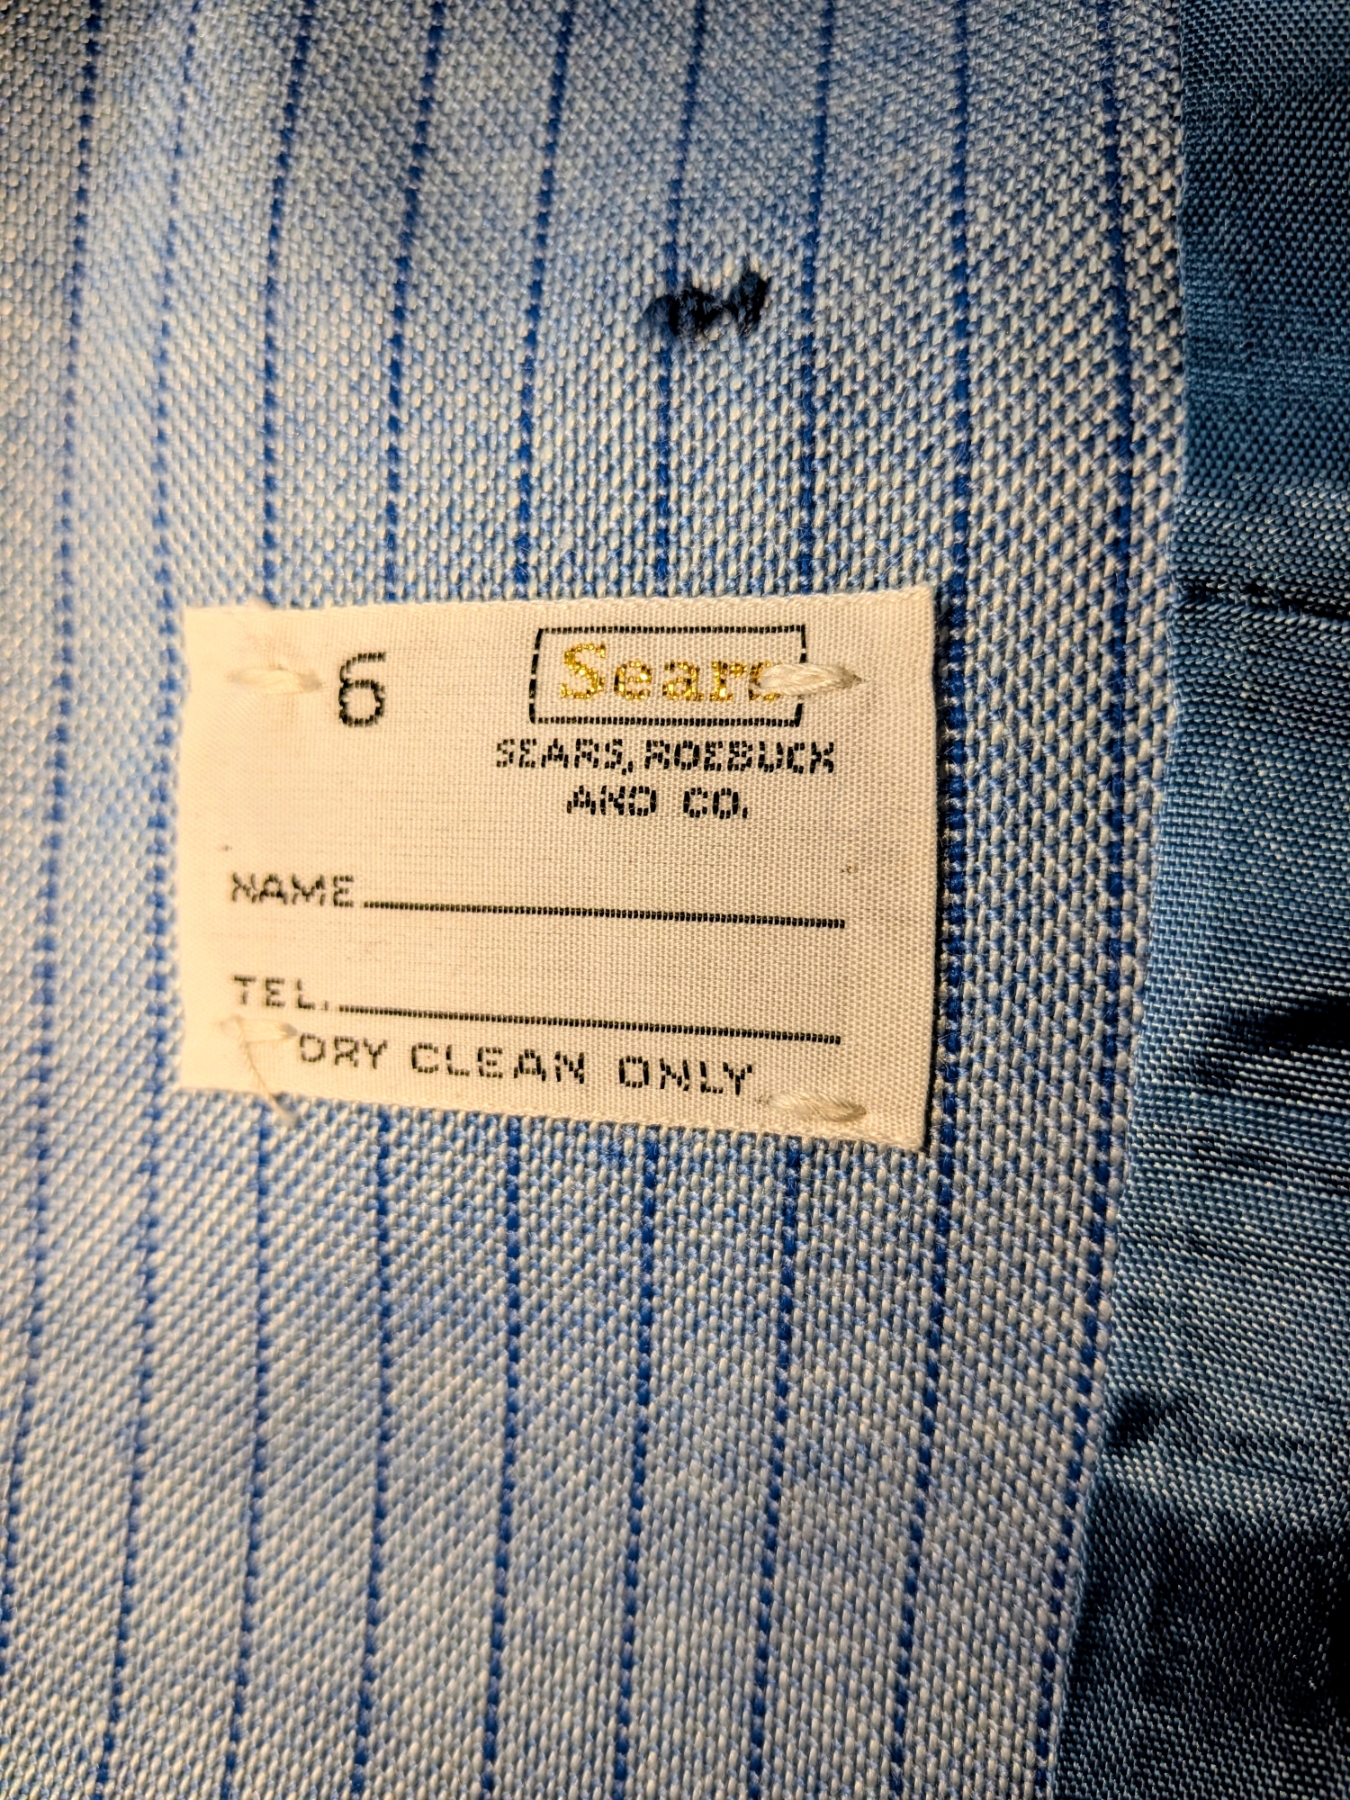 6
Sears
SEARS, ROEBUCK
AND CO.
NAME
TEL.
DRY CLEAN ONLY